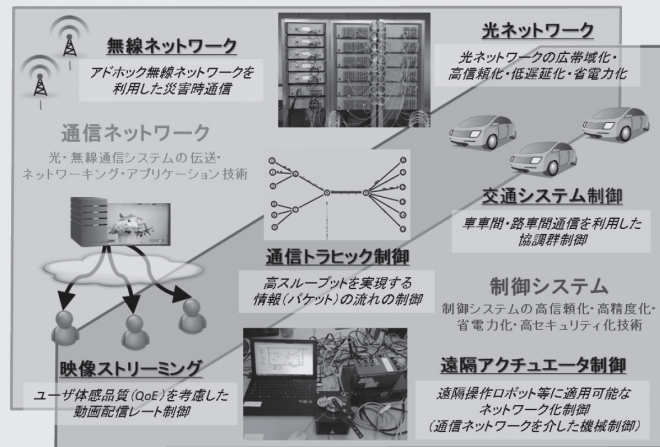 無線ネットワーク
アドホック無線ネットワークを
利用した災害時通信
光ネットワーク
光ネットワークの広帯域化・
高信頼化・低遅延化・省電力化
通信ネットワーク
光・無線通信システムの伝送・
ネットワーキング・アプリケーション技術
交通システム制御
車車間・路車間通信を利用した
協調群制御
通信トラヒック制御
高スループットを実現する
情報(パケット)の流れの制御
制御システム
制御システムの高信頼化・高精度化・
省電力化・高セキュリティ化技術
映像ストリーミング
ユーザ体感品質(QoE)を考慮した
動画配信レート制御
遠隔アクチュエータ制御
遠隔操作ロボット等に適用可能な
ネットワーク化制御
(通信ネットワークを介した機械制御)